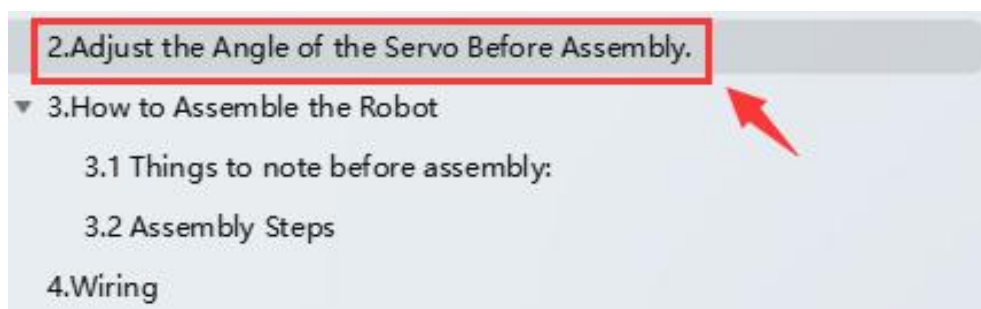 2.Adjust the Angle of the Servo Before Assembly.
3.How to Assemble the Robot
3.1 Things to note before assembly:
3.2 Assembly Steps
4.Wiring